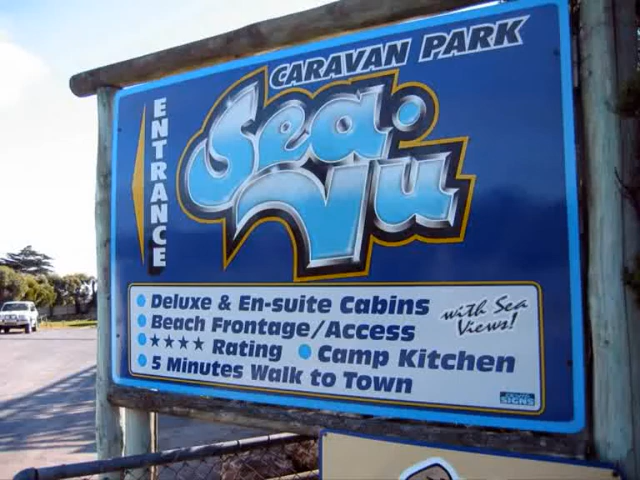 CARAVAN PARK
ENTRANCE
Sea Vu
Deluxe & En-suite Cabins
with Sea Views!
Beach Frontage/Access
★★★★ Rating
Camp Kitchen
5 Minutes Walk to Town
SIGNS